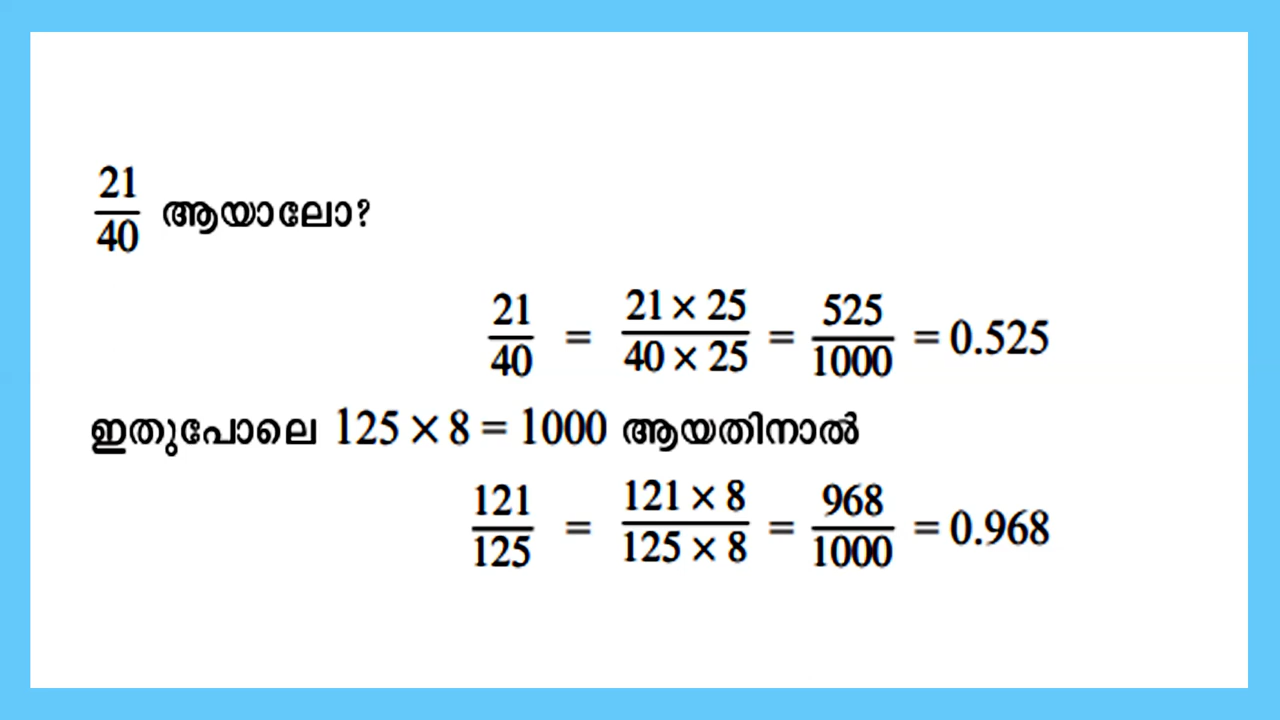 21/40 ആയാലോ?
21/40 = 21 × 25/40 × 25 = 525/1000 = 0.525
ഇതുപോലെ 125 × 8 = 1000 ആയതിനാൽ
121/125 = 121 × 8/125 × 8 = 968/1000 = 0.968